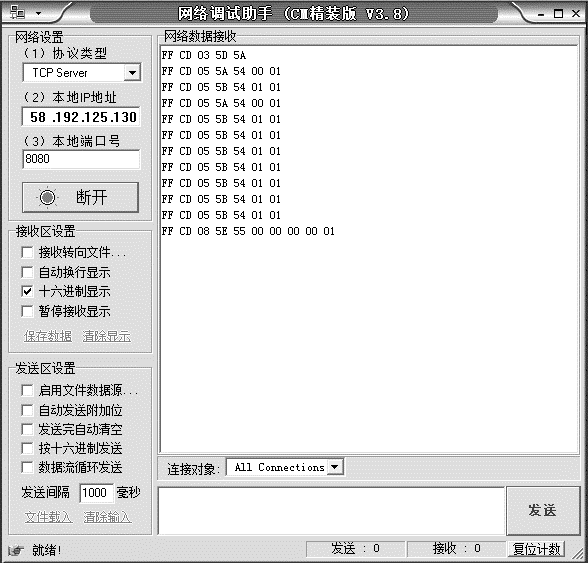 网络调试助手 (CⅢ精装版 V3.8)
网络设置
(1) 协议类型
TCP Server
(2) 本地IP地址
58 .192.125.130
(3) 本地端口号
8080
断开
接收区设置
接收转向文件...
自动换行显示
十六进制显示
暂停接收显示
保存数据 清除显示
发送区设置
启用文件数据源...
自动发送附加位
发送完自动清空
按十六进制发送
数据流循环发送
发送间隔 1000 毫秒
文件载入 清除输入
网络数据接收
FF CD 03 5D 5A
FF CD 05 5A 54 00 01
FF CD 05 5B 54 01 01
FF CD 05 5A 54 00 01
FF CD 05 5B 54 01 01
FF CD 05 5B 54 01 01
FF CD 05 5B 54 01 01
FF CD 05 5B 54 01 01
FF CD 05 5B 54 01 01
FF CD 05 5B 54 01 01
FF CD 05 5B 54 01 01
FF CD 08 5E 55 00 00 00 00 01
连接对象: All Connections
发送
就绪!
发送 : 0
接收 : 0
复位计数